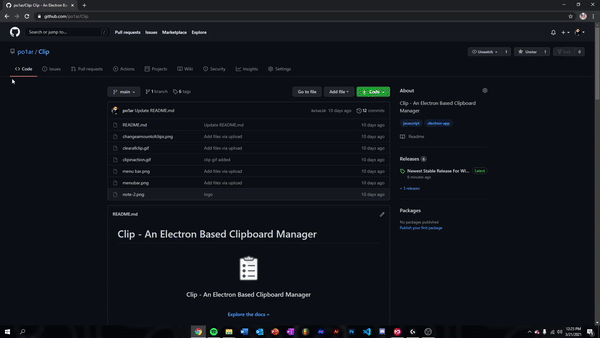 po1ar/Clip: Clip - An Electron B
github.com/po1ar/Clip
Search or jump to...
Pull requests Issues Marketplace Explore
po1ar / Clip
Unwatch 1
Unstar 1
Code Issues Pull requests Actions Projects Wiki Security Insights Settings
main 1 branch 6 tags
Go to file Add file Code
po1ar Update README.md 10 days ago 12 commits
README.md Update README.md 10 days ago
changeamountofclips.png Add files via upload 10 days ago
clearallclip.gif Add files via upload 10 days ago
clipinaction.gif clip gif added 10 days ago
menu bar.png Add files via upload 10 days ago
menubar.png Add files via upload 10 days ago
note-2.png logo 10 days ago
README.md
Clip - An Electron Based Clipboard Manager
Clip - An Electron Based Clipboard Manager
Explore the docs »
About
Clip - An Electron Based Clipboard
Manager
javascript electron-app
Readme
Releases 6
Newest Stable Release For Wi... Latest
6 minutes ago
+ 5 releases
Packages
No packages published
Publish your first package
12:21 PM
3/21/2021